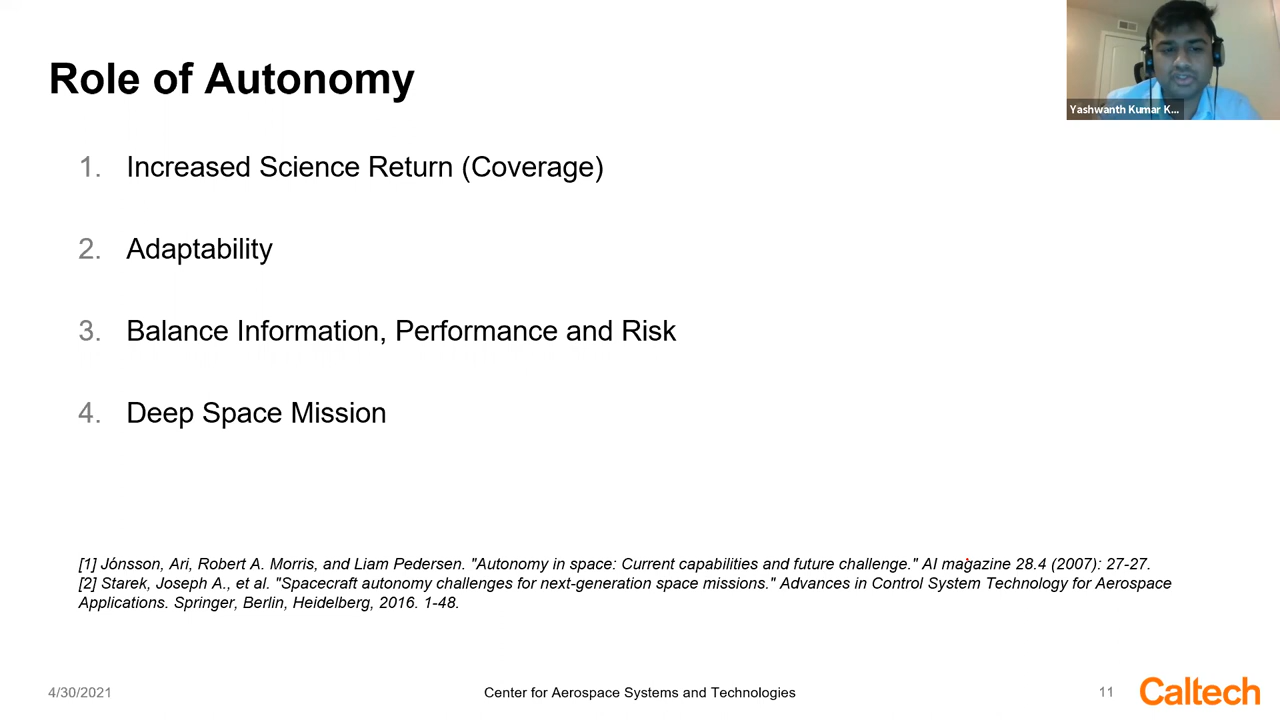 Role of Autonomy
Yashwanth Kumar K...
1. Increased Science Return (Coverage)
2. Adaptability
3. Balance Information, Performance and Risk
4. Deep Space Mission
[1] Jónsson, Ari, Robert A. Morris, and Liam Pedersen. "Autonomy in space: Current capabilities and future challenge." AI magazine 28.4 (2007): 27-27.
[2] Starek, Joseph A., et al. "Spacecraft autonomy challenges for next-generation space missions." Advances in Control System Technology for Aerospace
Applications. Springer, Berlin, Heidelberg, 2016. 1-48.
4/30/2021
Center for Aerospace Systems and Technologies
11
Caltech